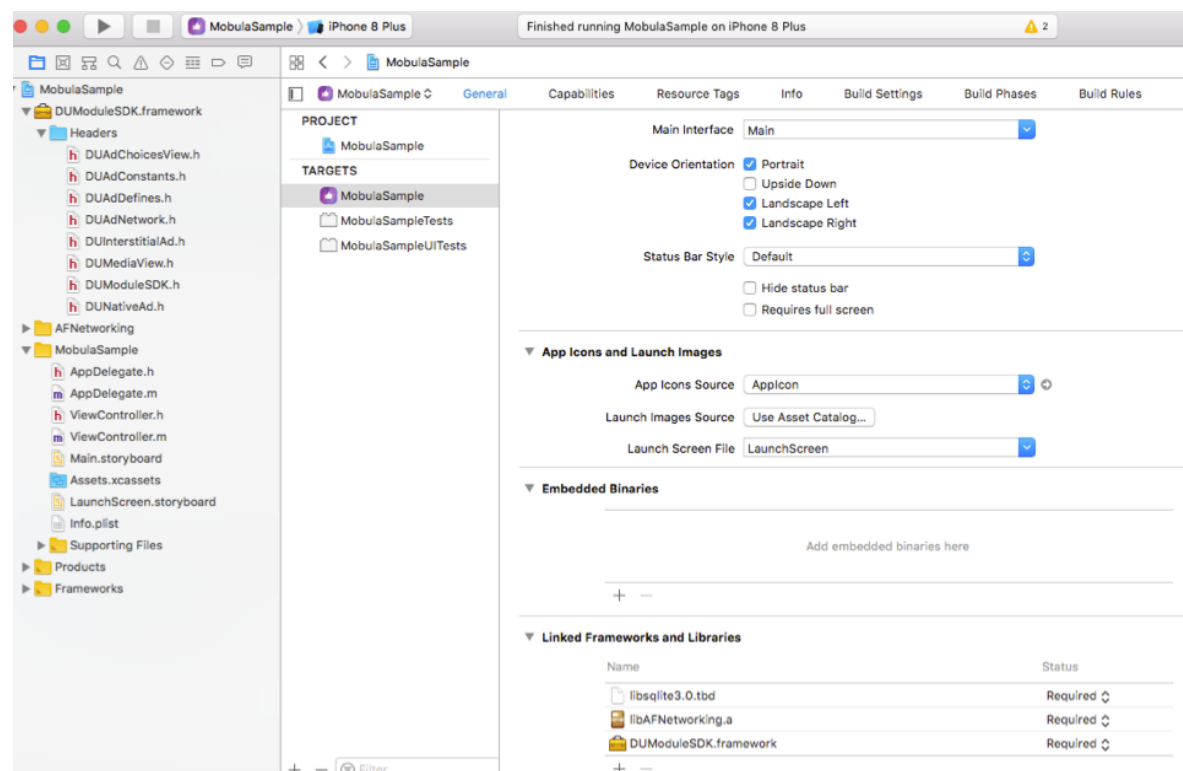 MobulaSample 〉 iPhone 8 Plus
Finished running MobulaSample on iPhone 8 Plus
2
MobulaSample
DUModuleSDK.framework
Headers
DUAdChoicesView.h
DUAdConstants.h
DUAdDefines.h
DUAdNetwork.h
DUInterstitialAd.h
DUMediaView.h
DUModuleSDK.h
DUNativeAd.h
AFNetworking
MobulaSample
AppDelegate.h
AppDelegate.m
ViewController.h
ViewController.m
Main.storyboard
Assets.xcassets
LaunchScreen.storyboard
Info.plist
Supporting Files
Products
Frameworks
MobulaSample
MobulaSample General Capabilities Resource Tags Info Build Settings Build Phases Build Rules
PROJECT
MobulaSample
TARGETS
MobulaSample
MobulaSampleTests
MobulaSampleUITests
Filter
Main Interface Main
Device Orientation Portrait
Upside Down
Landscape Left
Landscape Right
Status Bar Style Default
Hide status bar
Requires full screen
App Icons and Launch Images
App Icons Source AppIcon
Launch Images Source Use Asset Catalog...
Launch Screen File LaunchScreen
Embedded Binaries
Add embedded binaries here
Linked Frameworks and Libraries
Name Status
libsqlite3.0.tbd Required
libAFNetworking.a Required
DUModuleSDK.framework Required